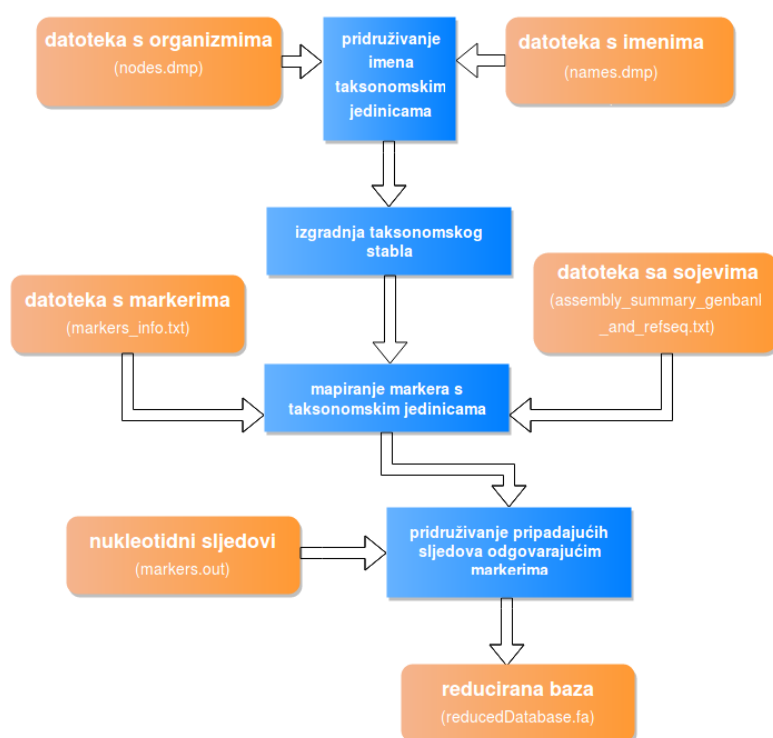 datoteka s organizmima
(nodes.dmp)
pridruživanje
imena
taksonomskim
jedinicama
datoteka s imenima
(names.dmp)
izgradnja taksonomskog
stabla
datoteka s markerima
(markers_info.txt)
datoteka sa sojevima
(assembly_summary_genbanl
_and_refseq.txt)
mapiranje markera s
taksonomskim jedinicama
nukleotidni sljedovi
(markers.out)
pridruživanje pripadajućih
sljedova odgovarajućim
markerima
reducirana baza
(reducedDatabase.fa)